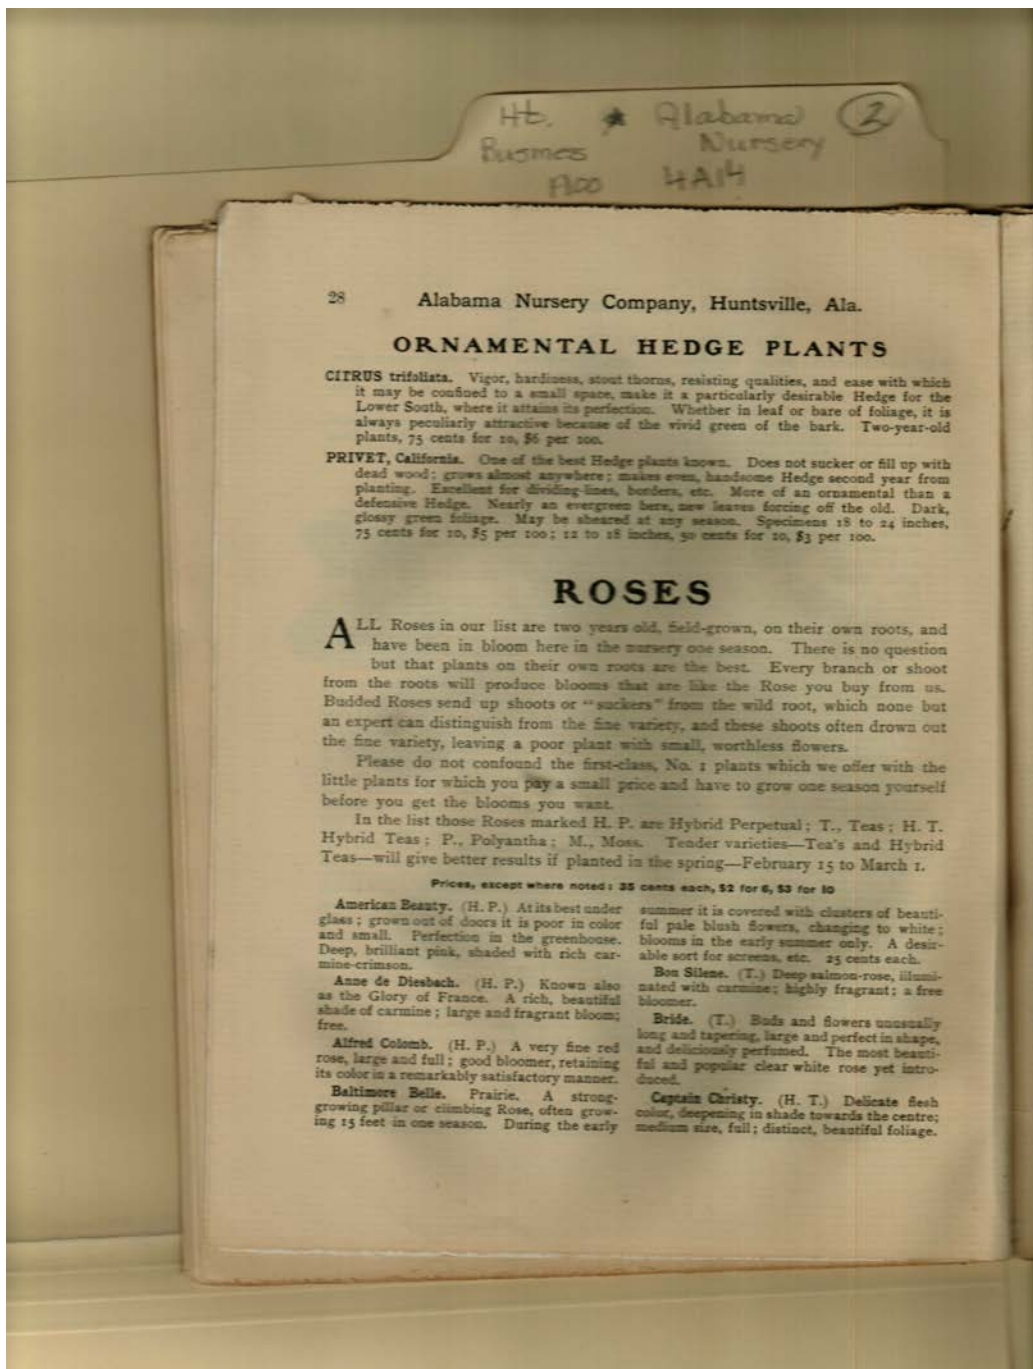 Ht. * Alabama 2
Busmes Nursery
4A14
28 Alabama Nursery Company, Huntsville, Ala.
ORNAMENTAL HEDGE PLANTS
CITRUS trifoliata. Vigor, hardiness, stout thorns, resisting qualities, and ease with which
it may be confined to a small space, make it a particularly desirable Hedge for the
Lower South, where it attains its perfection. Whether in leaf or bare of foliage, it is
always peculiarly attractive because of the vivid green of the bark. Two-year-old
plants, 75 cents for 10, $6 per 100.
PRIVET, California. One of the best Hedge plants known. Does not sucker or fill up with
dead wood; grows almost anywhere; makes even, handsome Hedge second year from
planting. Excellent for dividing-lines, borders, etc. More of an ornamental than a
defensive Hedge. Nearly an evergreen here, new leaves forcing off the old. Dark,
glossy green foliage. May be sheared at any season. Specimens 18 to 24 inches,
75 cents for 10, $5 per 100; 12 to 18 inches, 50 cents for 10, $3 per 100.
ROSES
ALL Roses in our list are two years old, field-grown, on their own roots, and
have been in bloom here in the nursery one season. There is no question
but that plants on their own roots are the best. Every branch or shoot
from the roots will produce blooms that are like the Rose you buy from us.
Budded Roses send up shoots or "suckers" from the wild root, which none but
an expert can distinguish from the fine variety, and these shoots often drown out
the fine variety, leaving a poor plant with small, worthless flowers.
Please do not confound the first-class, No. 1 plants which we offer with the
little plants for which you pay a small price and have to grow one season yourself
before you get the blooms you want.
In the list those Roses marked H. P. are Hybrid Perpetual; T., Teas; H. T.
Hybrid Teas; P., Polyantha; M., Moss. Tender varieties—Tea's and Hybrid
Teas—will give better results if planted in the spring—February 15 to March 1.
Prices, except where noted: 35 cents each, $2 for 6, $3 for 10
American Beauty. (H. P.) At its best under
glass; grown out of doors it is poor in color
and small. Perfection in the greenhouse.
Deep, brilliant pink, shaded with rich car-
mine-crimson.
Anne de Diesbach. (H. P.) Known also
as the Glory of France. A rich, beautiful
shade of carmine; large and fragrant bloom;
free.
Alfred Colomb. (H. P.) A very fine red
rose, large and full; good bloomer, retaining
its color in a remarkably satisfactory manner.
Baltimore Belle. Prairie. A strong-
growing pillar or climbing Rose, often grow-
ing 15 feet in one season. During the early
summer it is covered with clusters of beauti-
ful pale blush flowers, changing to white;
blooms in the early summer only. A desir-
able sort for screens, etc. 25 cents each.
Bon Silene. (T.) Deep salmon-rose, illumi-
nated with carmine; highly fragrant; a free
bloomer.
Bride. (T.) Buds and flowers unusually
long and tapering, large and perfect in shape,
and deliciously perfumed. The most beauti-
ful and popular clear white rose yet intro-
duced.
Captain Christy. (H. T.) Delicate flesh
color, deepening in shade towards the centre;
medium size, full; distinct, beautiful foliage.